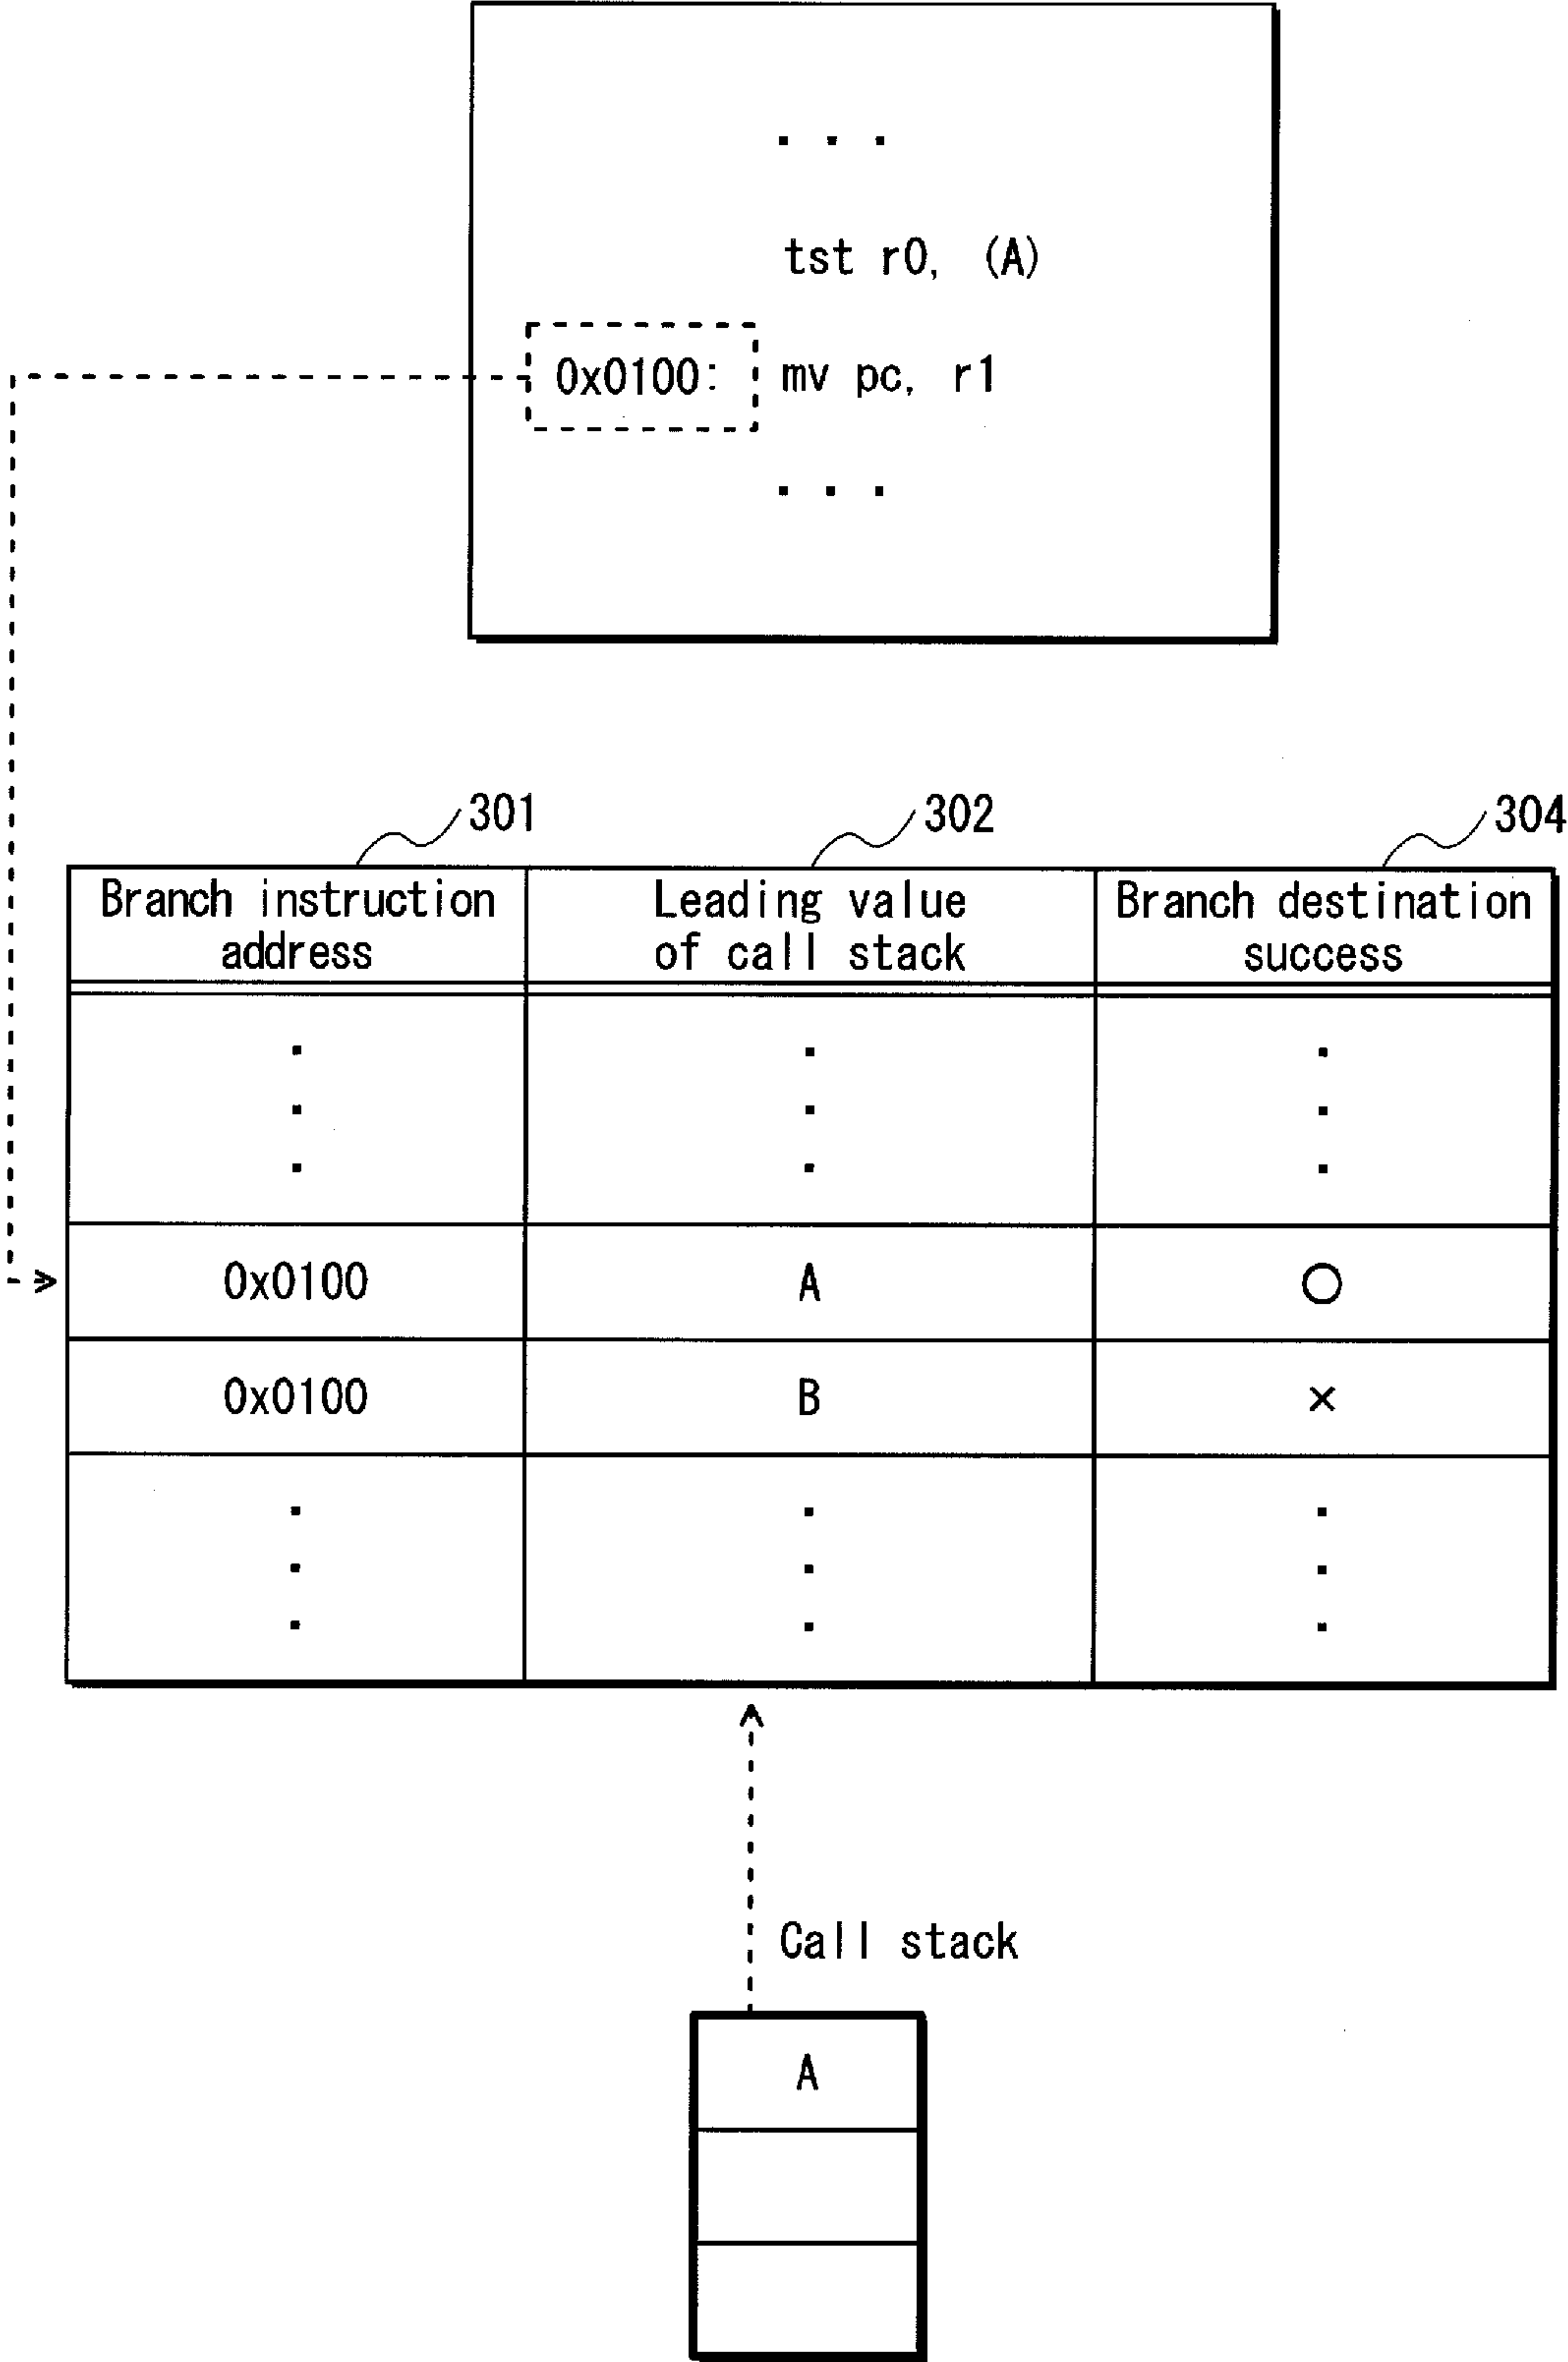 . . .
tst r0, (A)
0x0100: mv pc, r1
. . .
301 302 304
Branch instruction address
Leading value of call stack
Branch destination success
0x0100 A ○
0x0100 B ×
Call stack
A